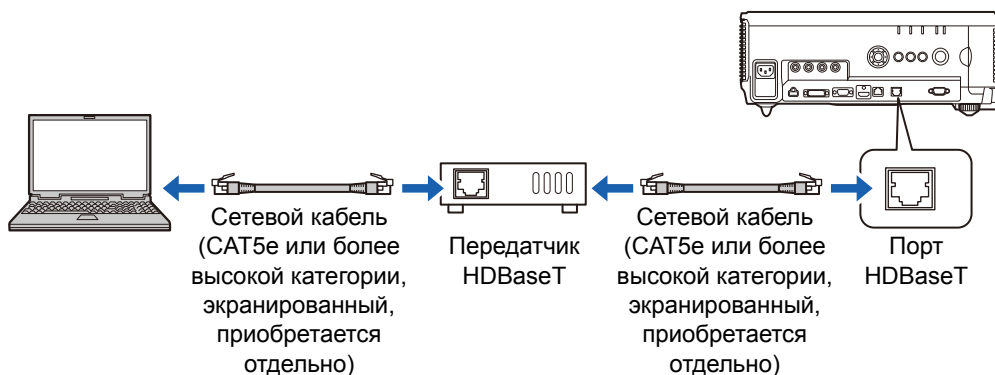 Сетевой кабель
(CAT5e или более
высокой категории,
экранированный,
приобретается
отдельно)
Передатчик
HDBaseT
Сетевой кабель
(CAT5e или более
высокой категории,
экранированный,
приобретается
отдельно)
Порт
HDBaseT